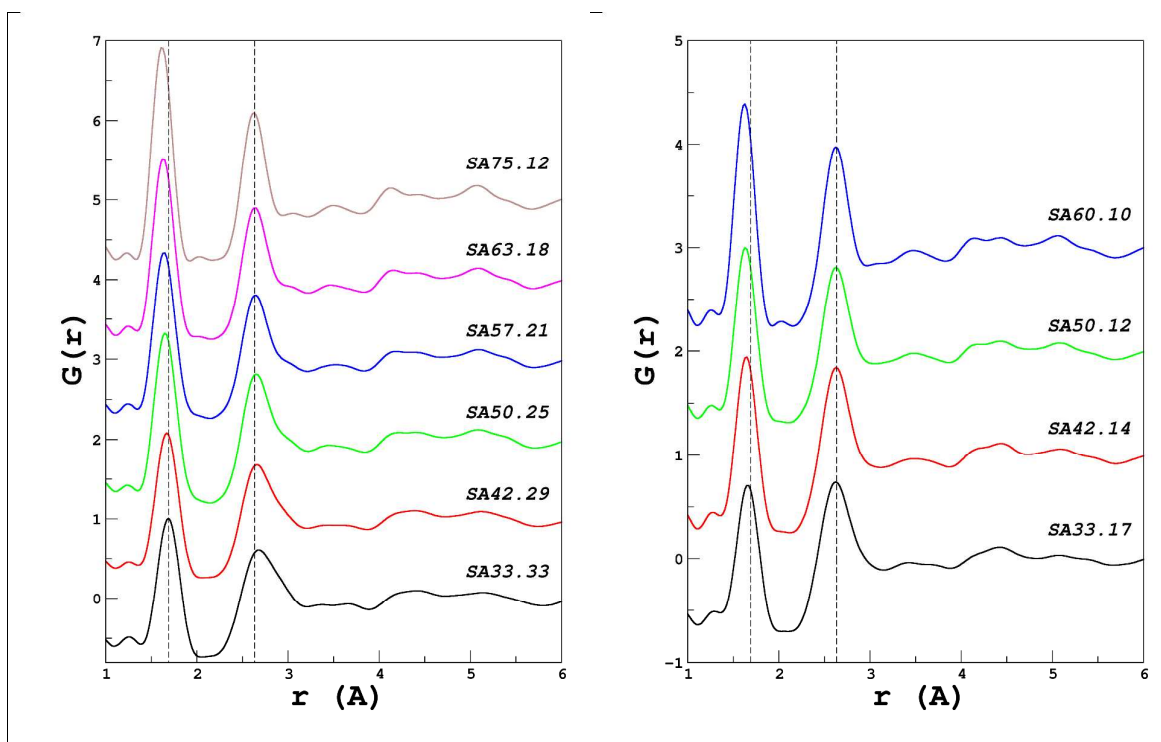 7
6
5
4
3
2
1
0
G(r)
SA75.12
SA63.18
SA57.21
SA50.25
SA42.29
SA33.33
1 2 3 4 5 6
r (A)
5
4
3
2
1
0
-1
G(r)
SA60.10
SA50.12
SA42.14
SA33.17
1 2 3 4 5 6
r (A)